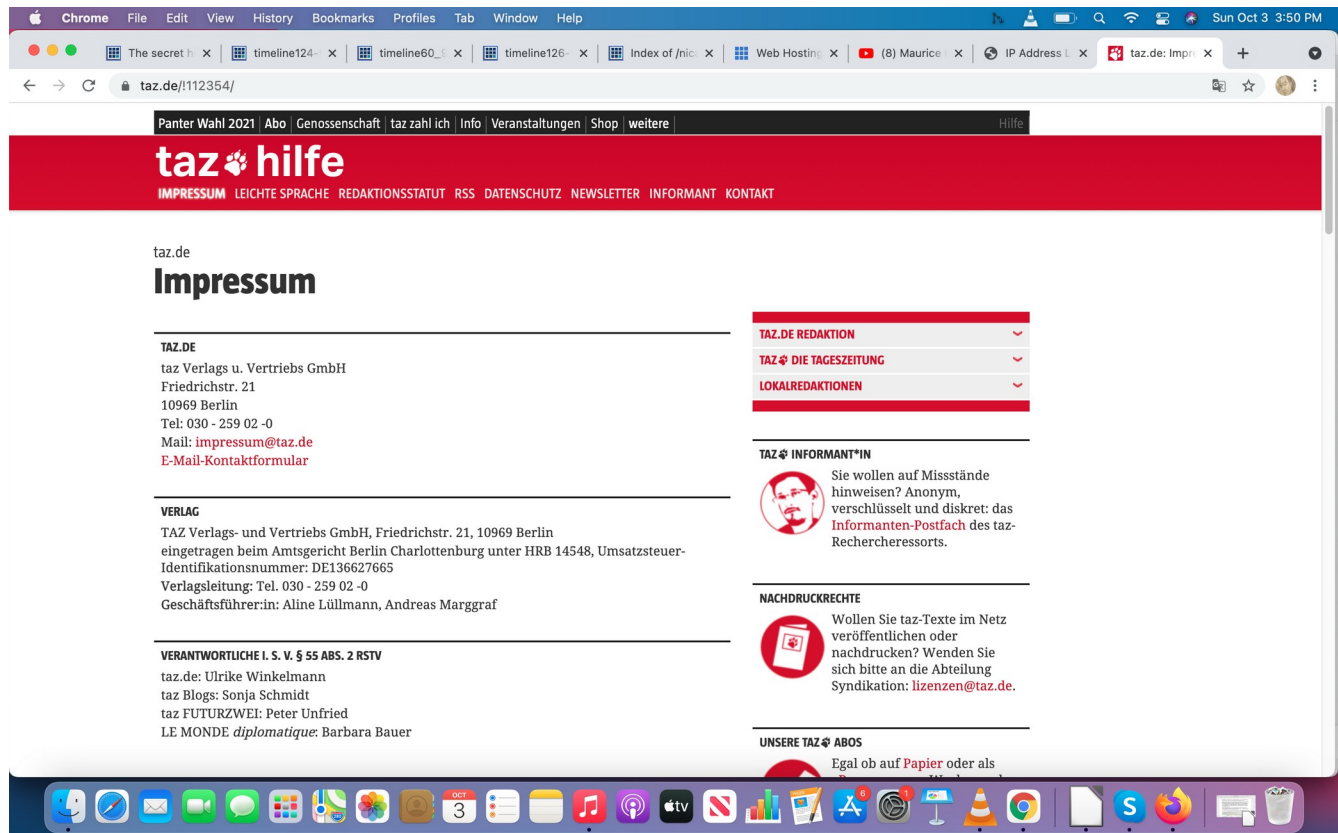 Chrome File Edit View History Bookmarks Profiles Tab Window Help Sun Oct 3 3:50 PM
The secret h timeline124- timeline60_ timeline126- Index of /nic Web Hosting (8) Maurice IP Address L taz.de: Impre
taz.de/!112354/
Panter Wahl 2021 | Abo | Genossenschaft | taz zahl ich | Info | Veranstaltungen | Shop | weitere | Hilfe
taz hilfe
IMPRESSUM LEICHTE SPRACHE REDAKTIONSSTATUT RSS DATENSCHUTZ NEWSLETTER INFORMANT KONTAKT
taz.de
Impressum
TAZ.DE
taz Verlags u. Vertriebs GmbH
Friedrichstr. 21
10969 Berlin
Tel: 030 - 259 02 -0
Mail: impressum@taz.de
E-Mail-Kontaktformular
VERLAG
TAZ Verlags- und Vertriebs GmbH, Friedrichstr. 21, 10969 Berlin
eingetragen beim Amtsgericht Berlin Charlottenburg unter HRB 14548, Umsatzsteuer-
Identifikationsnummer: DE136627665
Verlagsleitung: Tel. 030 - 259 02 -0
Geschäftsführer:in: Aline Lüllmann, Andreas Marggraf
VERANTWORTLICHE I. S. V. § 55 ABS. 2 RSTV
taz.de: Ulrike Winkelmann
taz Blogs: Sonja Schmidt
taz FUTURZWEI: Peter Unfried
LE MONDE diplomatique: Barbara Bauer
TAZ.DE REDAKTION
TAZ DIE TAGESZEITUNG
LOKALREDAKTIONEN
TAZ INFORMANT*IN
Sie wollen auf Missstände
hinweisen? Anonym,
verschlüsselt und diskret: das
Informanten-Postfach des taz-
Rechercheressorts.
NACHDRUCKRECHTE
Wollen Sie taz-Texte im Netz
veröffentlichen oder
nachdrucken? Wenden Sie
sich bitte an die Abteilung
Syndikation: lizenzen@taz.de.
UNSERE TAZ ABOS
Egal ob auf Papier oder als
OCT
3
tv
6
1
S